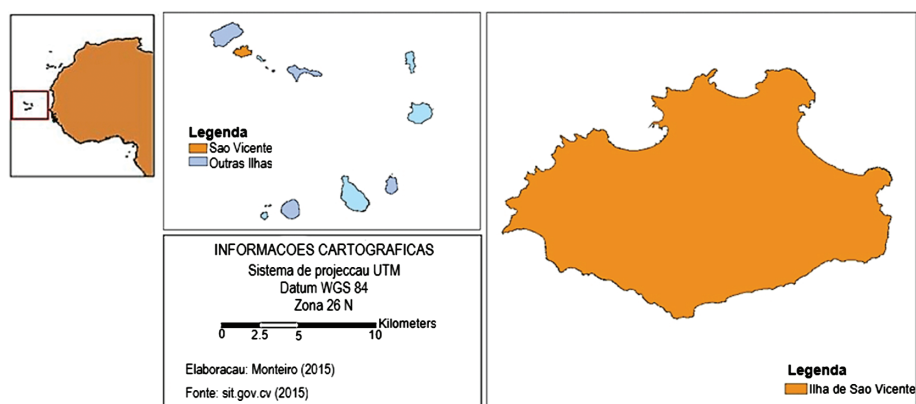 Legenda
Sao Vicente
Outras Ilhas
INFORMACOES CARTOGRAFICAS
Sistema de projeccau UTM
Datum WGS 84
Zona 26 N
Kilometers
0 2.5 5 10
Elaboracau: Monteiro (2015)
Fonte: sit.gov.cv (2015)
Legenda
Ilha de Sao Vicente